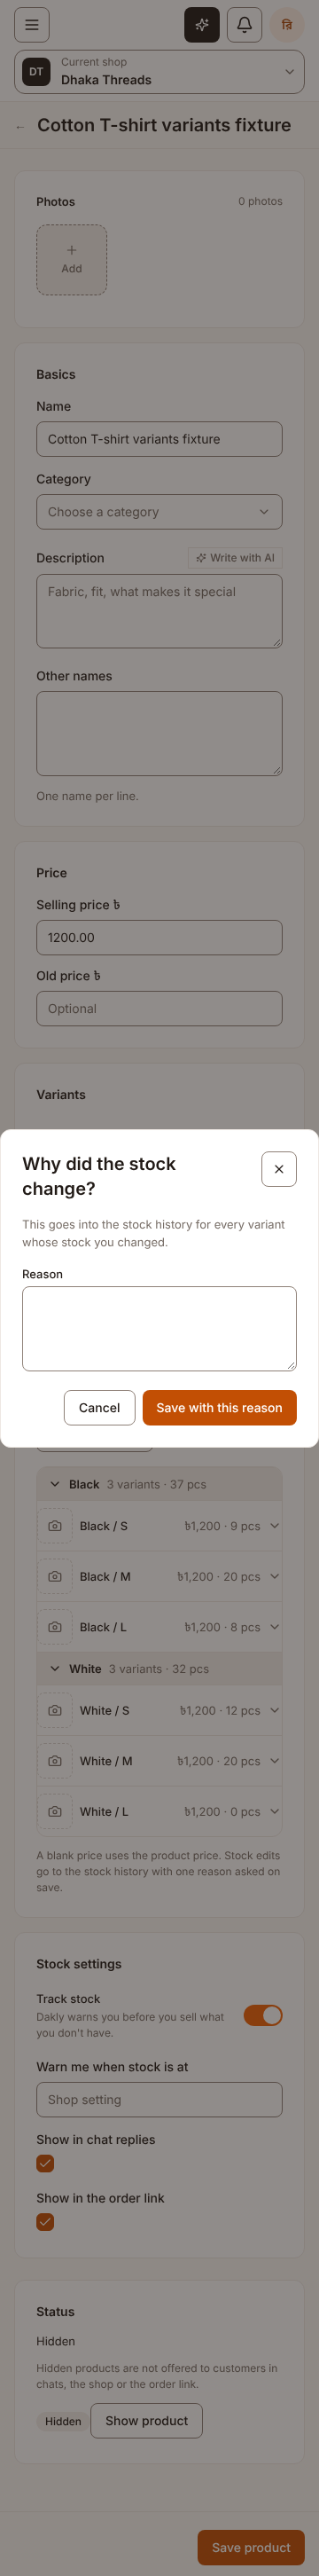 রি
Current shop
DT
Dhaka Threads
← Cotton T-shirt variants fixture
Photos
0 photos
Add
Basics
Name
Cotton T-shirt variants fixture
Category
Choose a category
Description
Write with AI
Fabric, fit, what makes it special
Other names
One name per line.
Price
Selling price ৳
1200.00
Old price ৳
Optional
Variants
Why did the stock
change?
This goes into the stock history for every variant
whose stock you changed.
Reason
Cancel
Save with this reason
Black 3 variants · 37 pcs
Black / S ৳1,200 · 9 pcs
Black / M ৳1,200 · 20 pcs
Black / L ৳1,200 · 8 pcs
White 3 variants · 32 pcs
White / S ৳1,200 · 12 pcs
White / M ৳1,200 · 20 pcs
White / L ৳1,200 · 0 pcs
A blank price uses the product price. Stock edits
go to the stock history with one reason asked on
save.
Stock settings
Track stock
Dakly warns you before you sell what
you don't have.
Warn me when stock is at
Shop setting
Show in chat replies
Show in the order link
Status
Hidden
Hidden products are not offered to customers in
chats, the shop or the order link.
Hidden
Show product
Save product